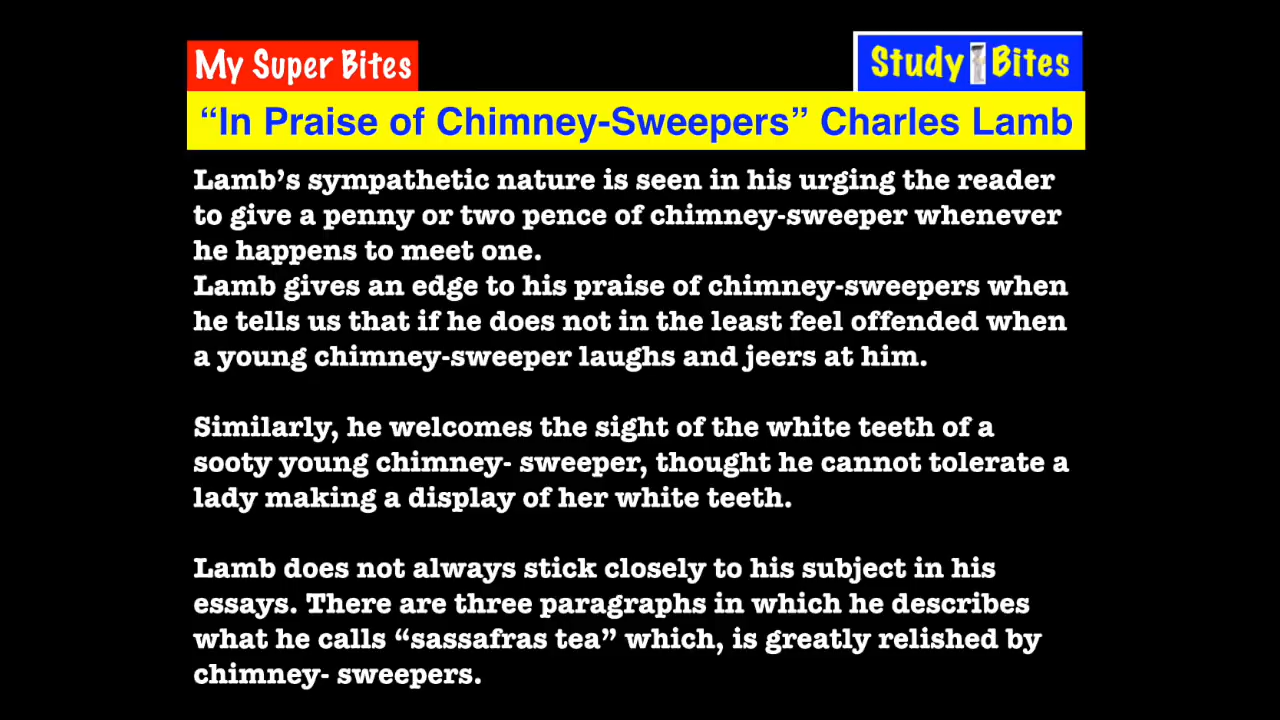 My Super Bites
Study Bites
“In Praise of Chimney-Sweepers” Charles Lamb
Lamb’s sympathetic nature is seen in his urging the reader
to give a penny or two pence of chimney-sweeper whenever
he happens to meet one.
Lamb gives an edge to his praise of chimney-sweepers when
he tells us that if he does not in the least feel offended when
a young chimney-sweeper laughs and jeers at him.
Similarly, he welcomes the sight of the white teeth of a
sooty young chimney- sweeper, thought he cannot tolerate a
lady making a display of her white teeth.
Lamb does not always stick closely to his subject in his
essays. There are three paragraphs in which he describes
what he calls “sassafras tea” which, is greatly relished by
chimney- sweepers.